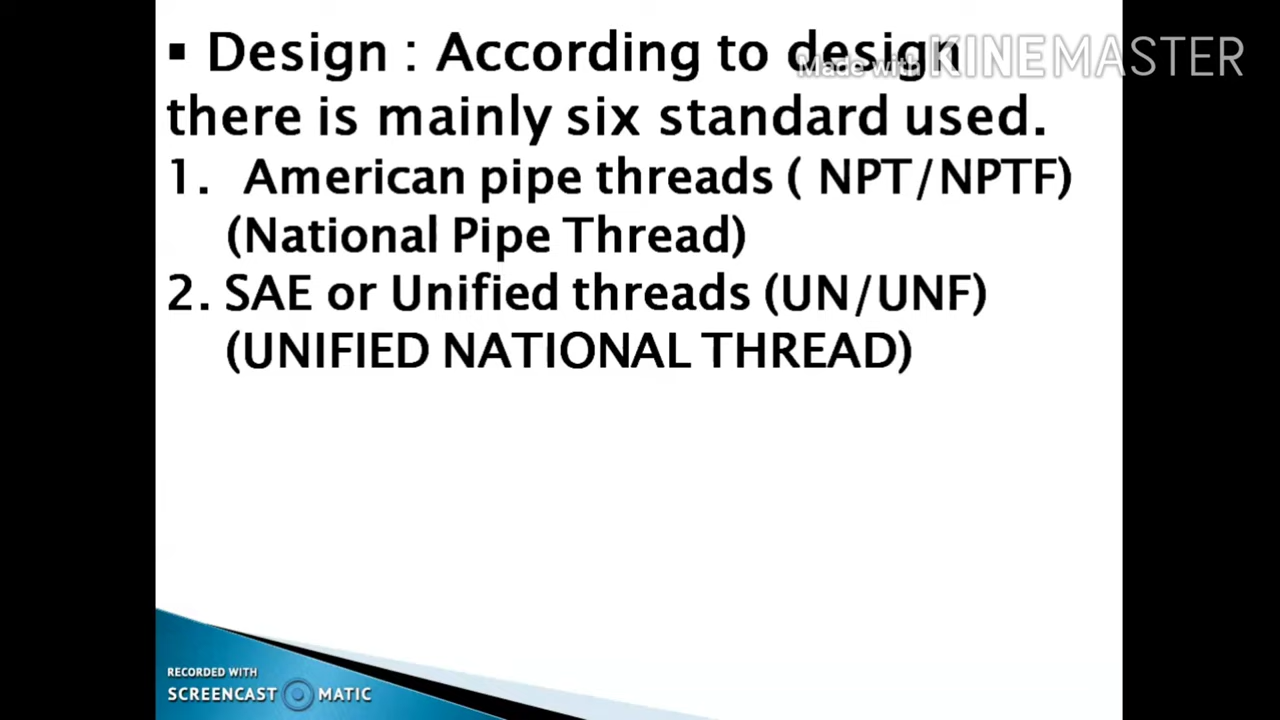 ▪ Design : According to design
there is mainly six standard used.
1. American pipe threads ( NPT/NPTF)
(National Pipe Thread)
2. SAE or Unified threads (UN/UNF)
(UNIFIED NATIONAL THREAD)
Made with KINEMASTER
RECORDED WITH
SCREENCAST MATIC